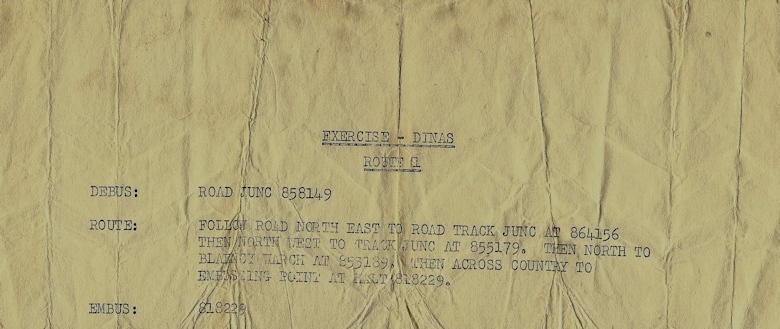 EXERCISE - DINAS
ROUTE 1
DEBUS: ROAD JUNC 858149
ROUTE: FOLLOW ROAD NORTH EAST TO ROAD TRACK JUNC AT 864156
THEN NORTH WEST TO TRACK JUNC AT 855179. THEN NORTH TO
AT 853189. THEN ACROSS COUNTRY TO
POINT AT 818229.
EMBUS: 818229